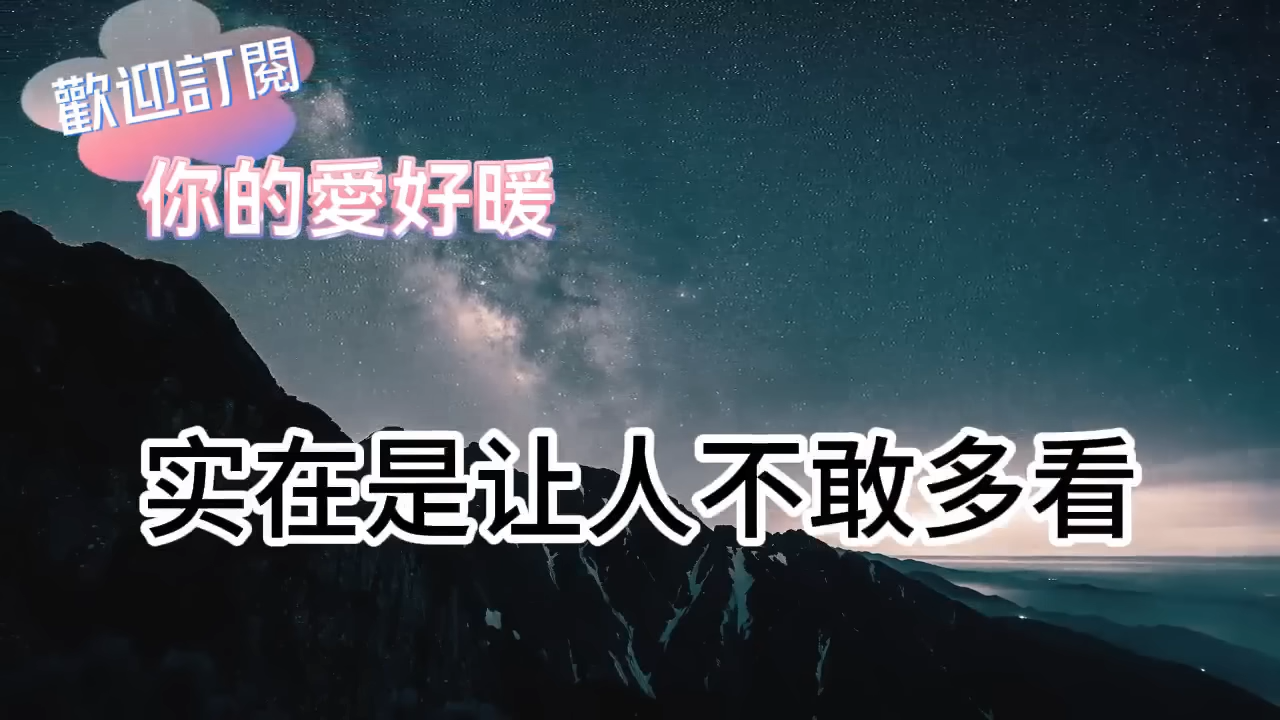 歡迎訂閱
你的愛好暖
实在是让人不敢多看